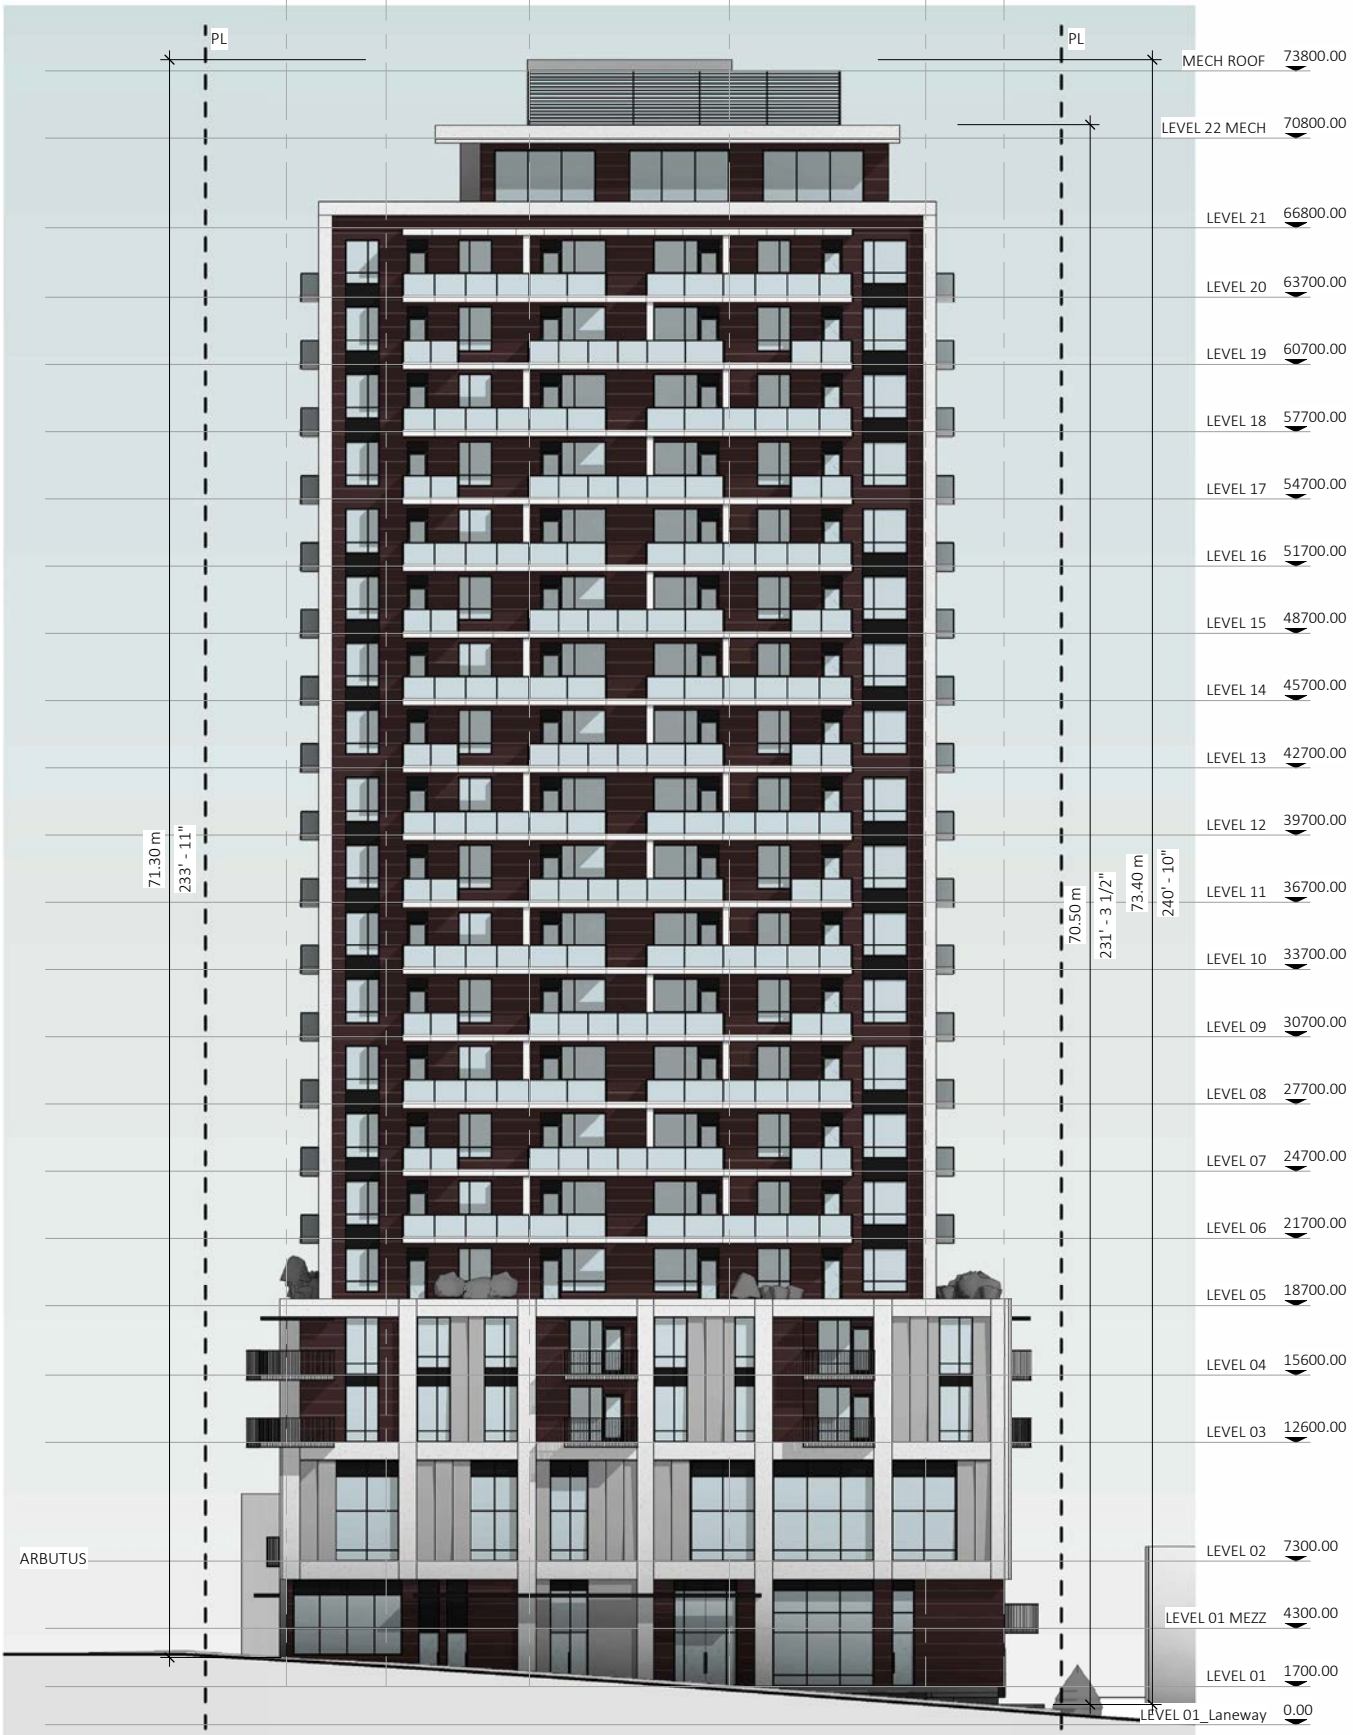 PL
PL
MECH ROOF 73800.00
LEVEL 22 MECH 70800.00
LEVEL 21 66800.00
LEVEL 20 63700.00
LEVEL 19 60700.00
LEVEL 18 57700.00
LEVEL 17 54700.00
LEVEL 16 51700.00
LEVEL 15 48700.00
LEVEL 14 45700.00
LEVEL 13 42700.00
LEVEL 12 39700.00
LEVEL 11 36700.00
LEVEL 10 33700.00
LEVEL 09 30700.00
LEVEL 08 27700.00
LEVEL 07 24700.00
LEVEL 06 21700.00
LEVEL 05 18700.00
LEVEL 04 15600.00
LEVEL 03 12600.00
LEVEL 02 7300.00
LEVEL 01 MEZZ 4300.00
LEVEL 01 1700.00
LEVEL 01_Laneway 0.00
71.30 m
233' - 11"
70.50 m
231' - 3 1/2"
73.40 m
240' - 10"
ARBUTUS